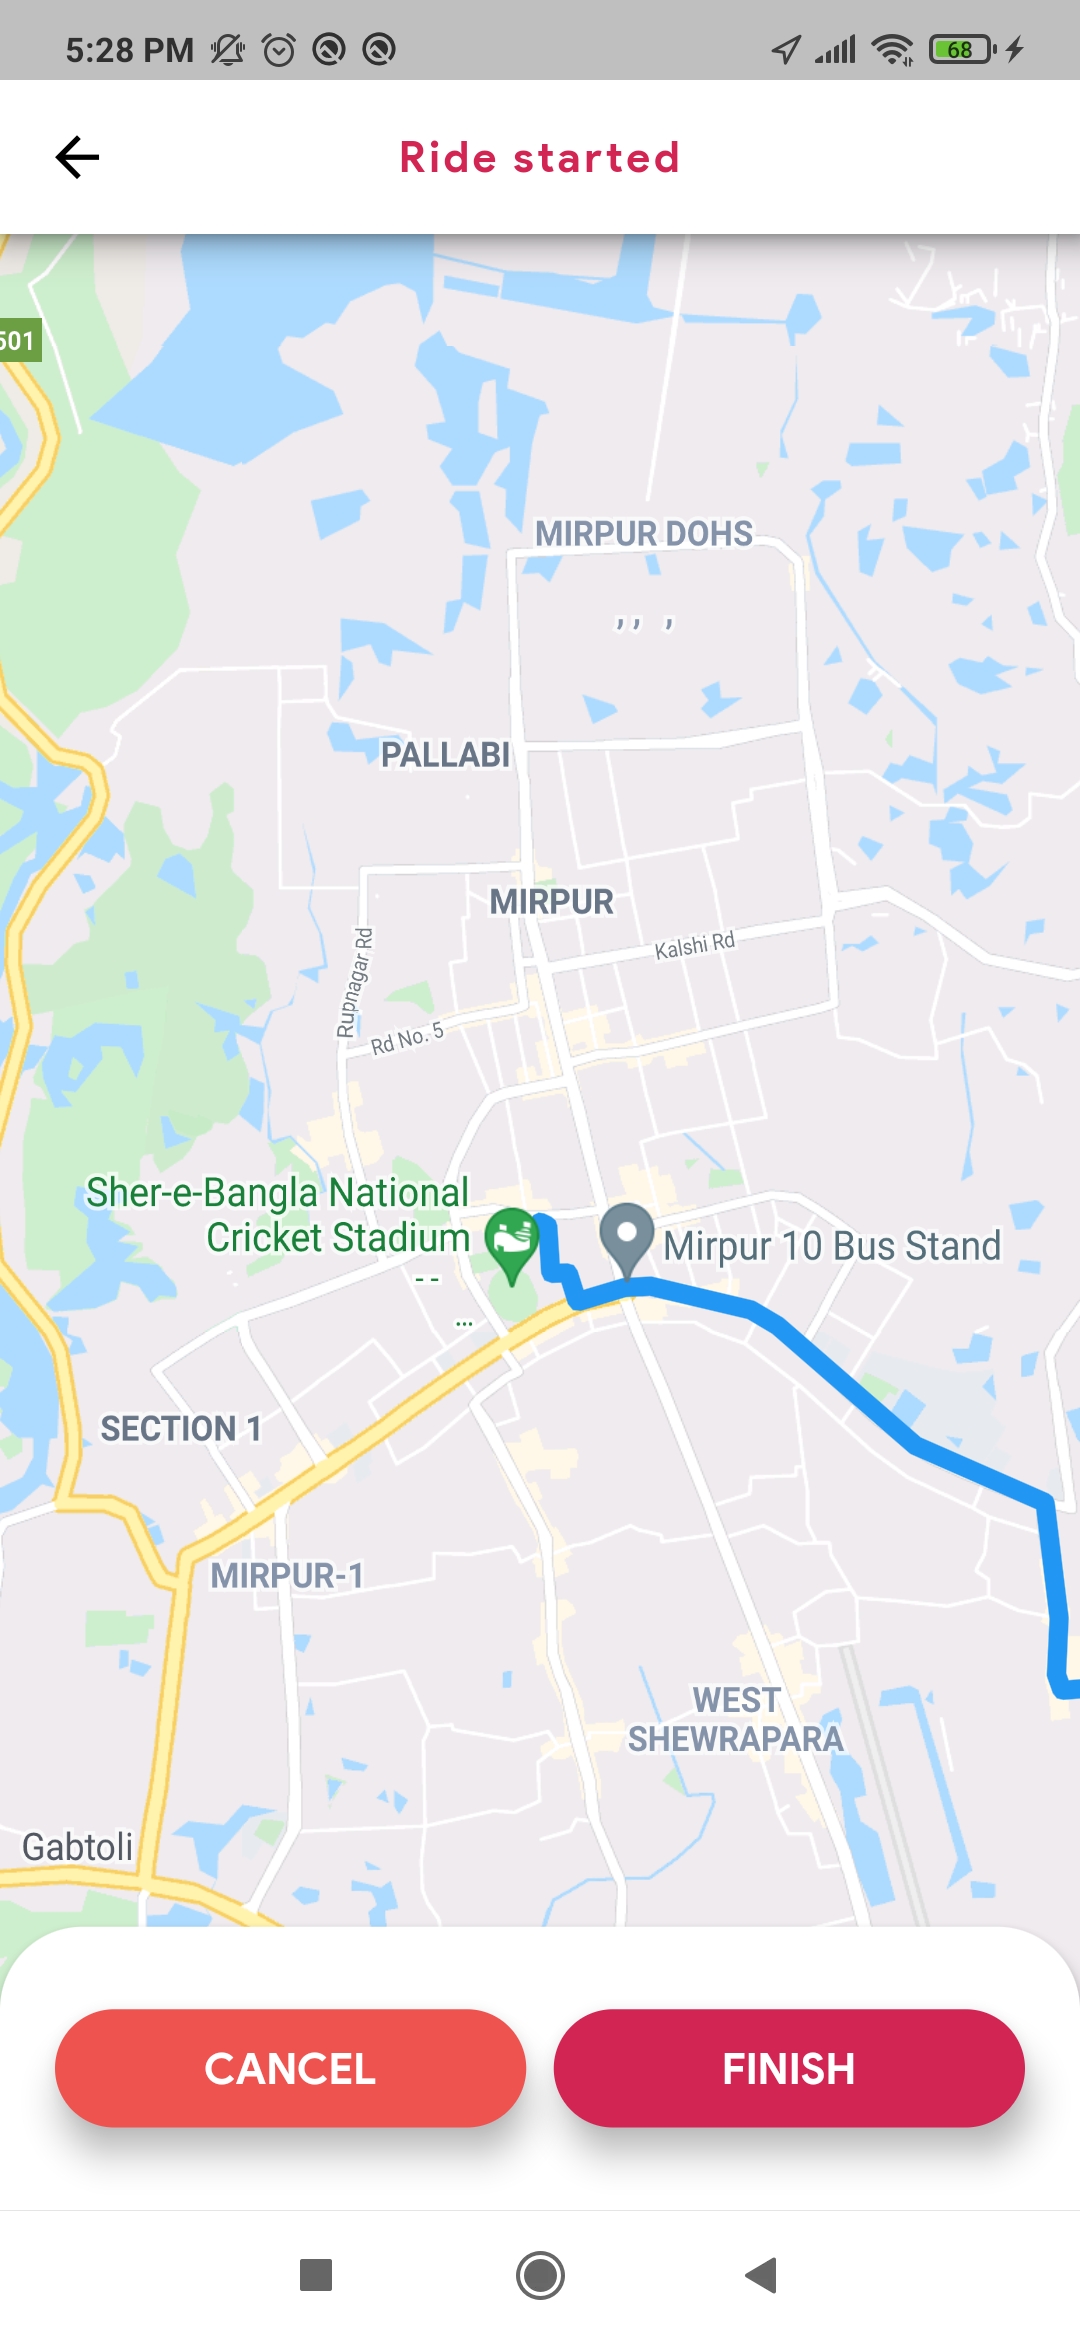 5:28 PM
68
Ride started
501
MIRPUR DOHS
,, ,
PALLABI
MIRPUR
Kalshi Rd
Rupnagar Rd
Rd No. 5
Sher-e-Bangla National
Cricket Stadium
- -
...
Mirpur 10 Bus Stand
SECTION 1
MIRPUR-1
WEST
SHEWRAPARA
Gabtoli
CANCEL
FINISH